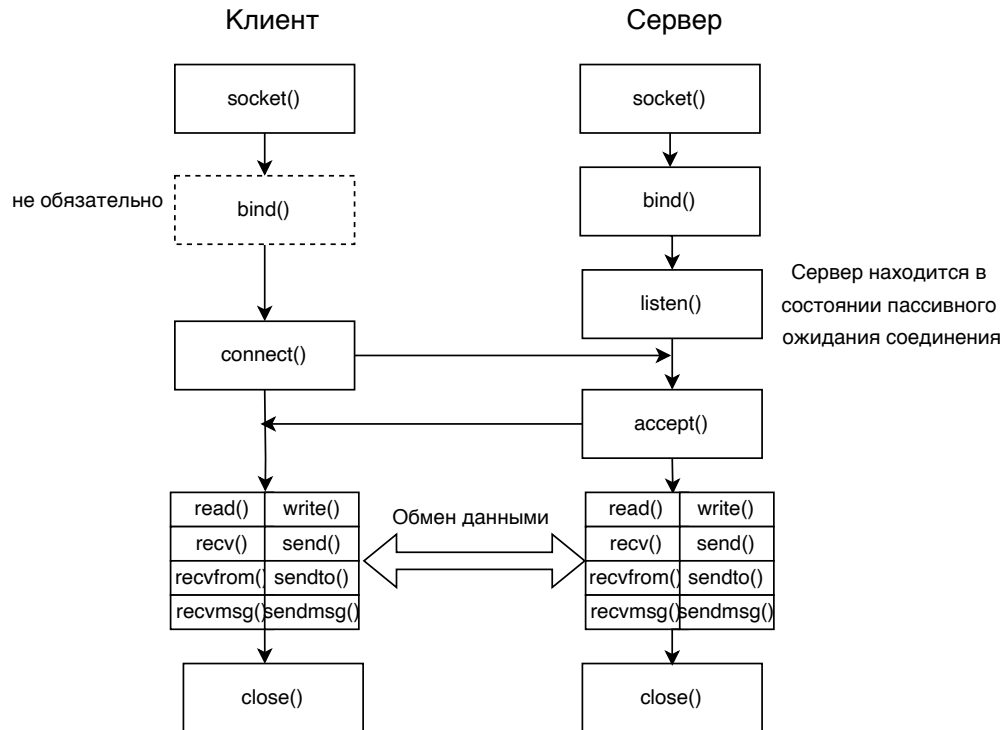 Клиент
Сервер
socket()
socket()
не обязательно
bind()
bind()
listen()
Сервер находится в
состоянии пассивного
ожидания соединения
connect()
accept()
read() write()
recv() send()
recvfrom() sendto()
recvmsg() sendmsg()
Обмен данными
read() write()
recv() send()
recvfrom() sendto()
recvmsg() sendmsg()
close()
close()